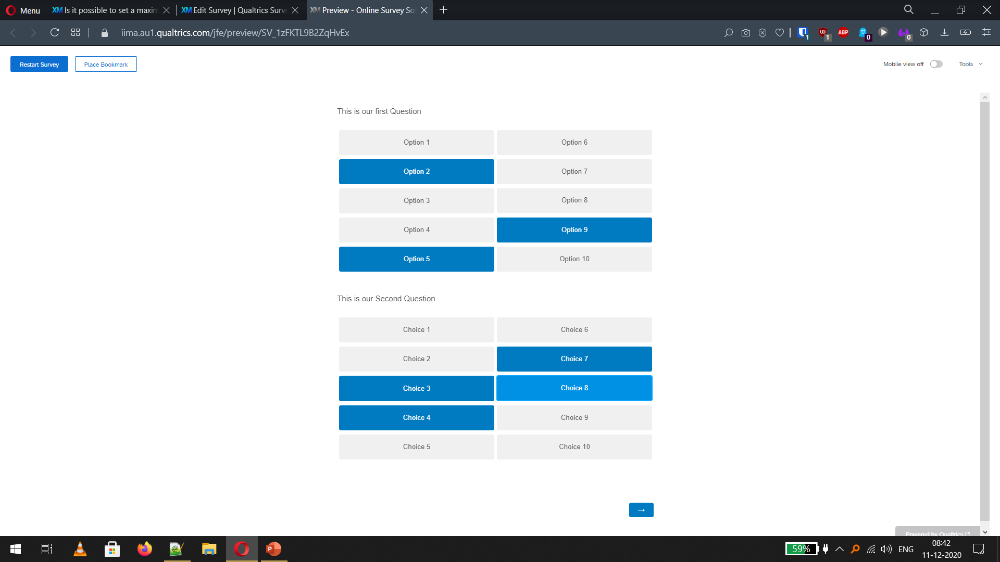 Menu
XM Is it possible to set a maxim
XM Edit Survey | Qualtrics Surve
XM Preview - Online Survey So
iima.au1.qualtrics.com/jfe/preview/SV_1zFKTL9B2ZqHvEx
1
UO
1
ABP
0
0
Restart Survey
Place Bookmark
Mobile view off
Tools
This is our first Question
Option 1
Option 6
Option 2
Option 7
Option 3
Option 8
Option 4
Option 9
Option 5
Option 10
This is our Second Question
Choice 1
Choice 6
Choice 2
Choice 7
Choice 3
Choice 8
Choice 4
Choice 9
Choice 5
Choice 10
→
Powered by Qualtrics
P
59%
ENG
08:42
11-12-2020